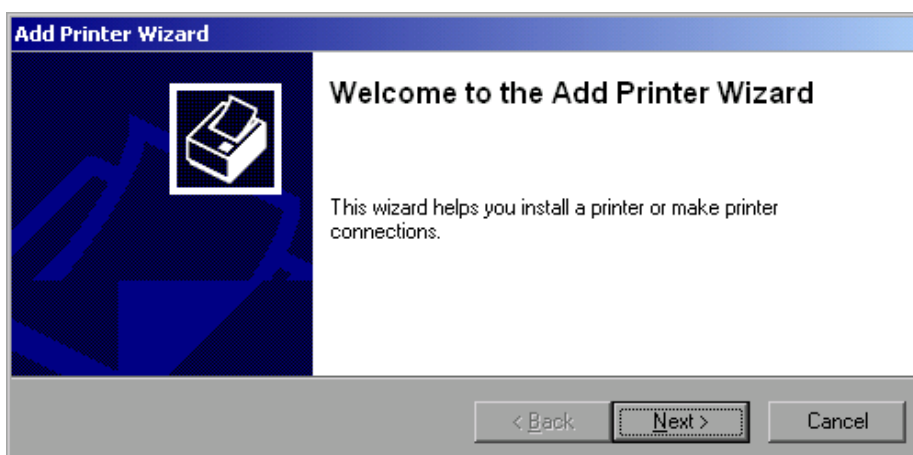 Add Printer Wizard
Welcome to the Add Printer Wizard
This wizard helps you install a printer or make printer
connections.
< Back Next > Cancel